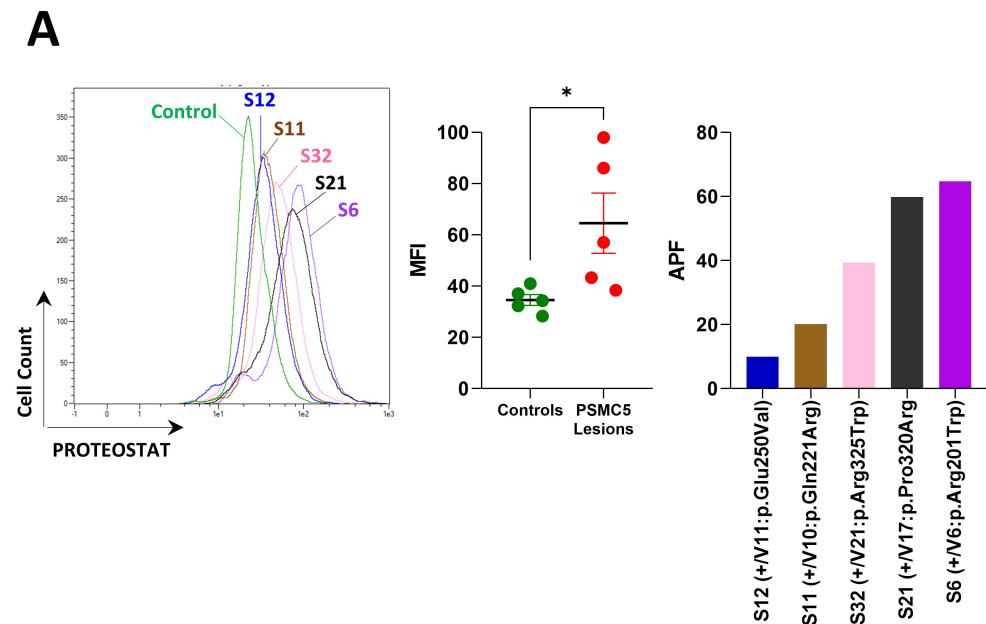 A
Control
S12
S11
S32
S21
S6
350
300
250
200
150
100
50
0
-1 0 1 1e1 1e2 1e3
Cell Count
PROTEOSTAT
*
MFI
100
80
60
40
20
0
Controls
PSMC5
Lesions
APF
80
60
40
20
0
S12 (+/V11:p.Glu250Val)
S11 (+/V10:p.Gln221Arg)
S32 (+/V21:p.Arg325Trp)
S21 (+/V17:p.Pro320Arg
S6 (+/V6:p.Arg201Trp)